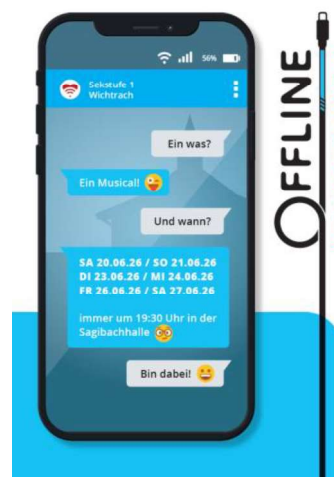 56%
Sekstufe 1
Wichtrach
Ein was?
Ein Musical!
Und wann?
SA 20.06.26 / SO 21.06.26
DI 23.06.26 / MI 24.06.26
FR 26.06.26 / SA 27.06.26
immer um 19:30 Uhr in der
Sagibachhalle
Bin dabei!
OFFLINE